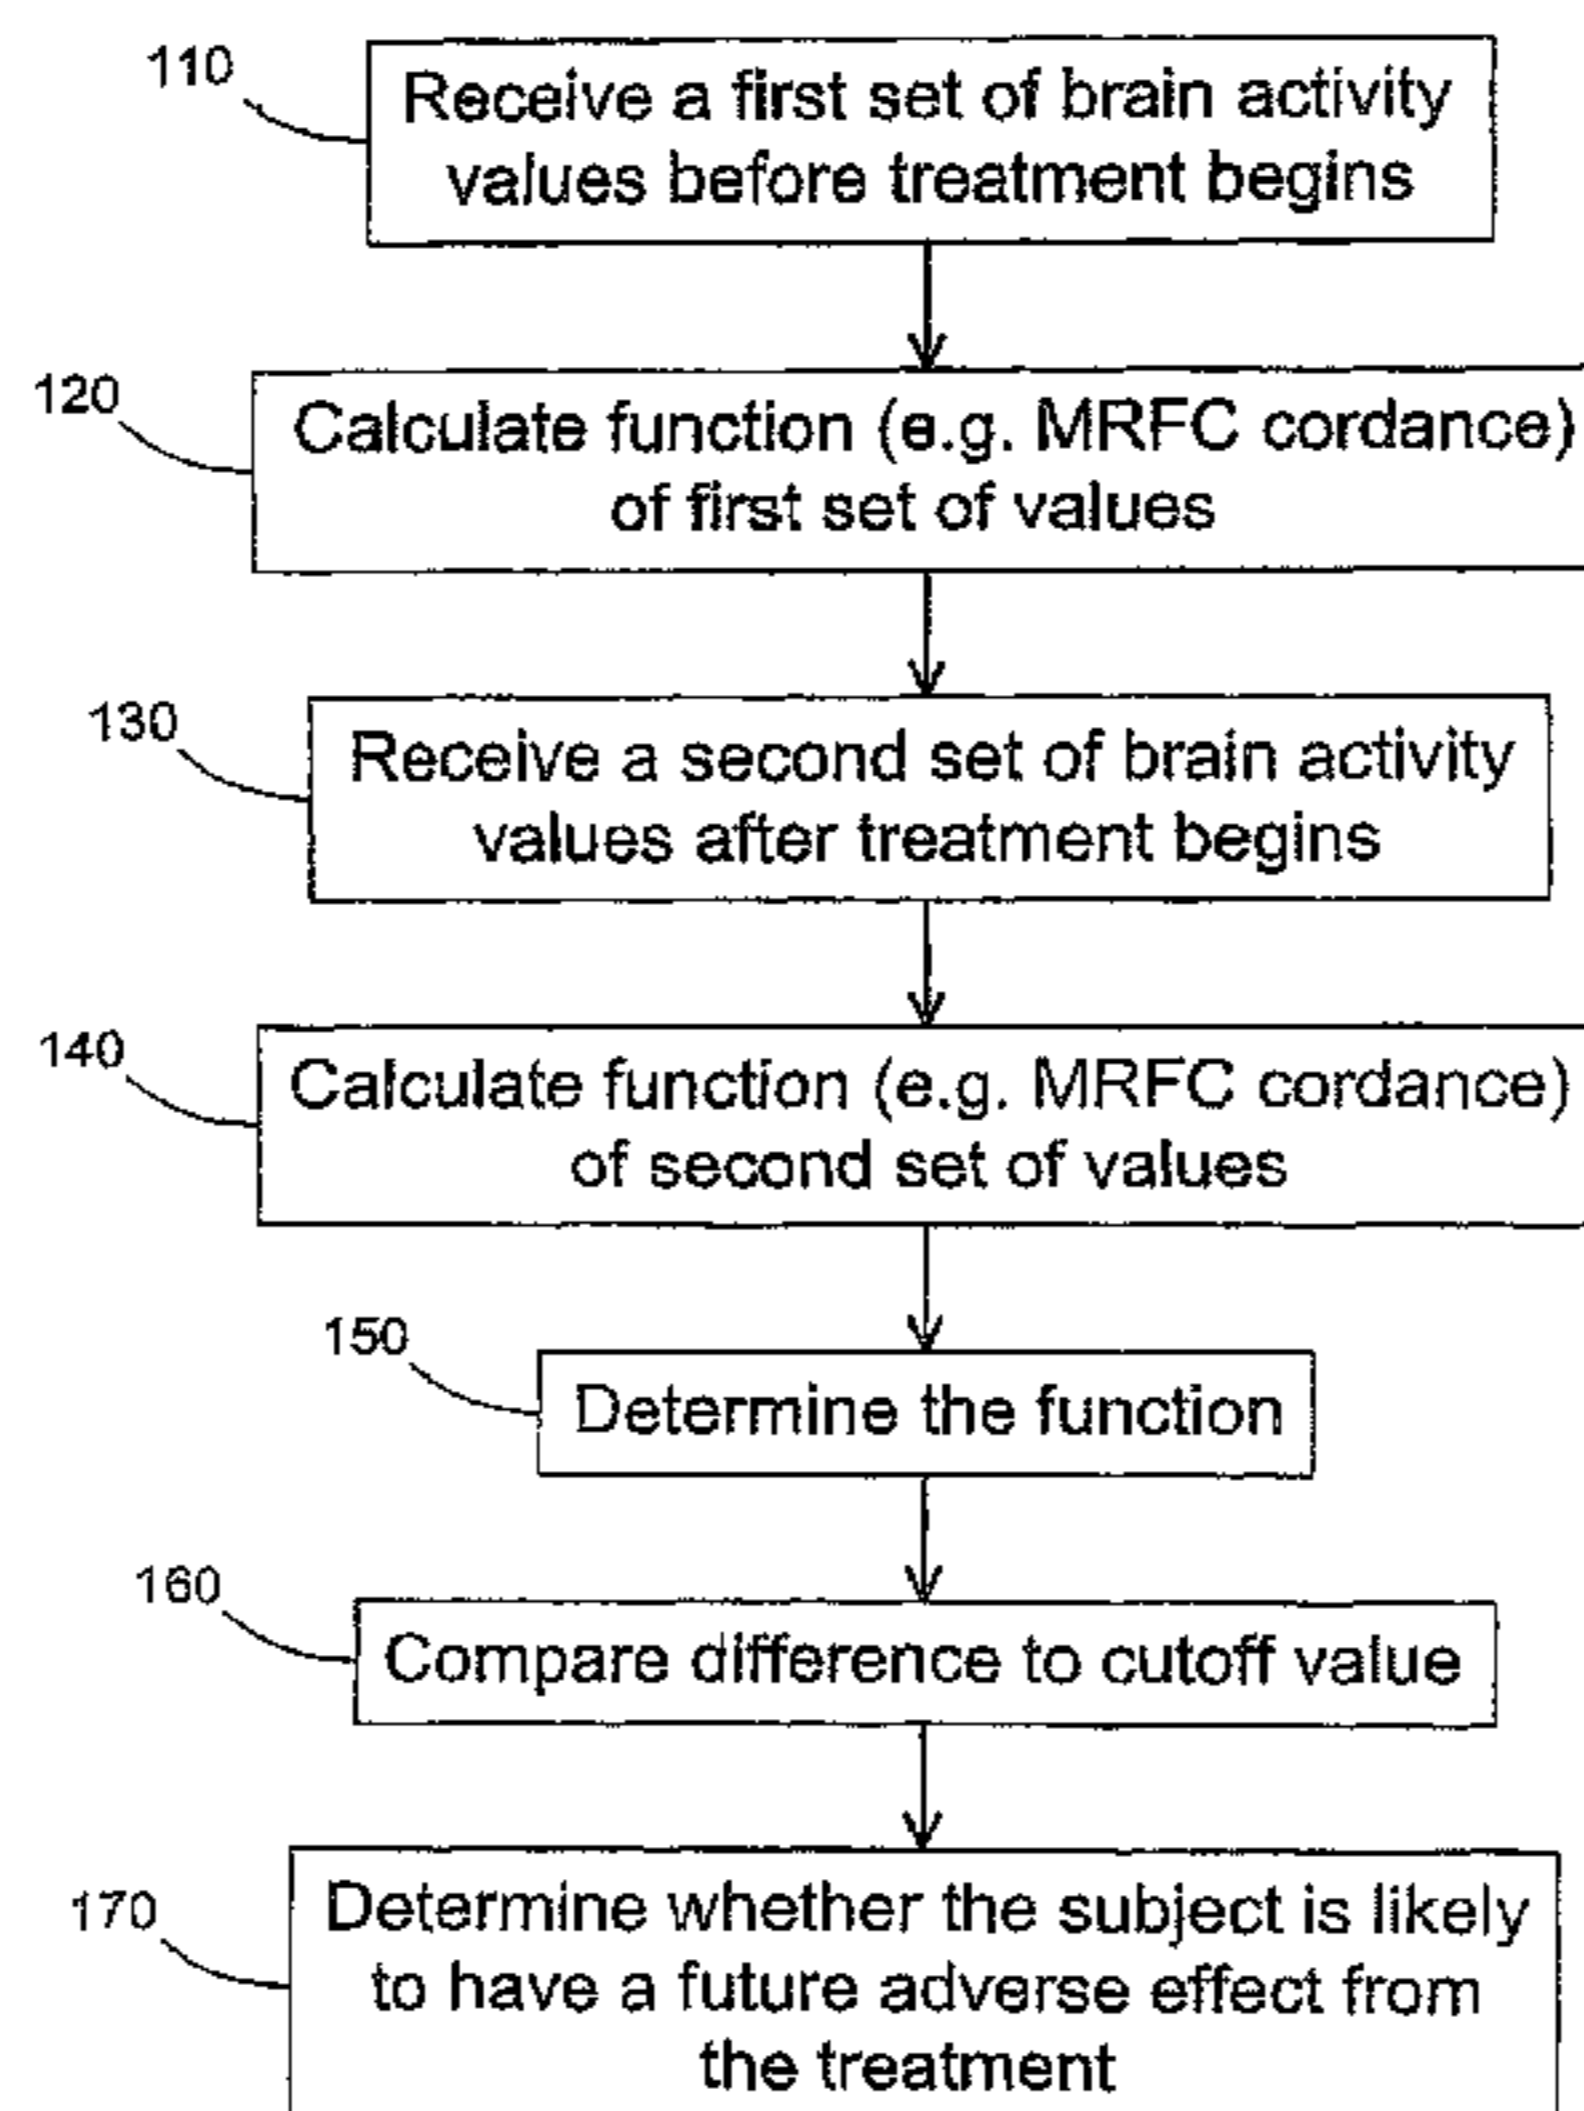 110
Receive a first set of brain activity
values before treatment begins
120
Calculate function (e.g. MRFC cordance)
of first set of values
130
Receive a second set of brain activity
values after treatment begins
140
Calculate function (e.g. MRFC cordance)
of second set of values
150
Determine the function
160
Compare difference to cutoff value
170
Determine whether the subject is likely
to have a future adverse effect from
the treatment